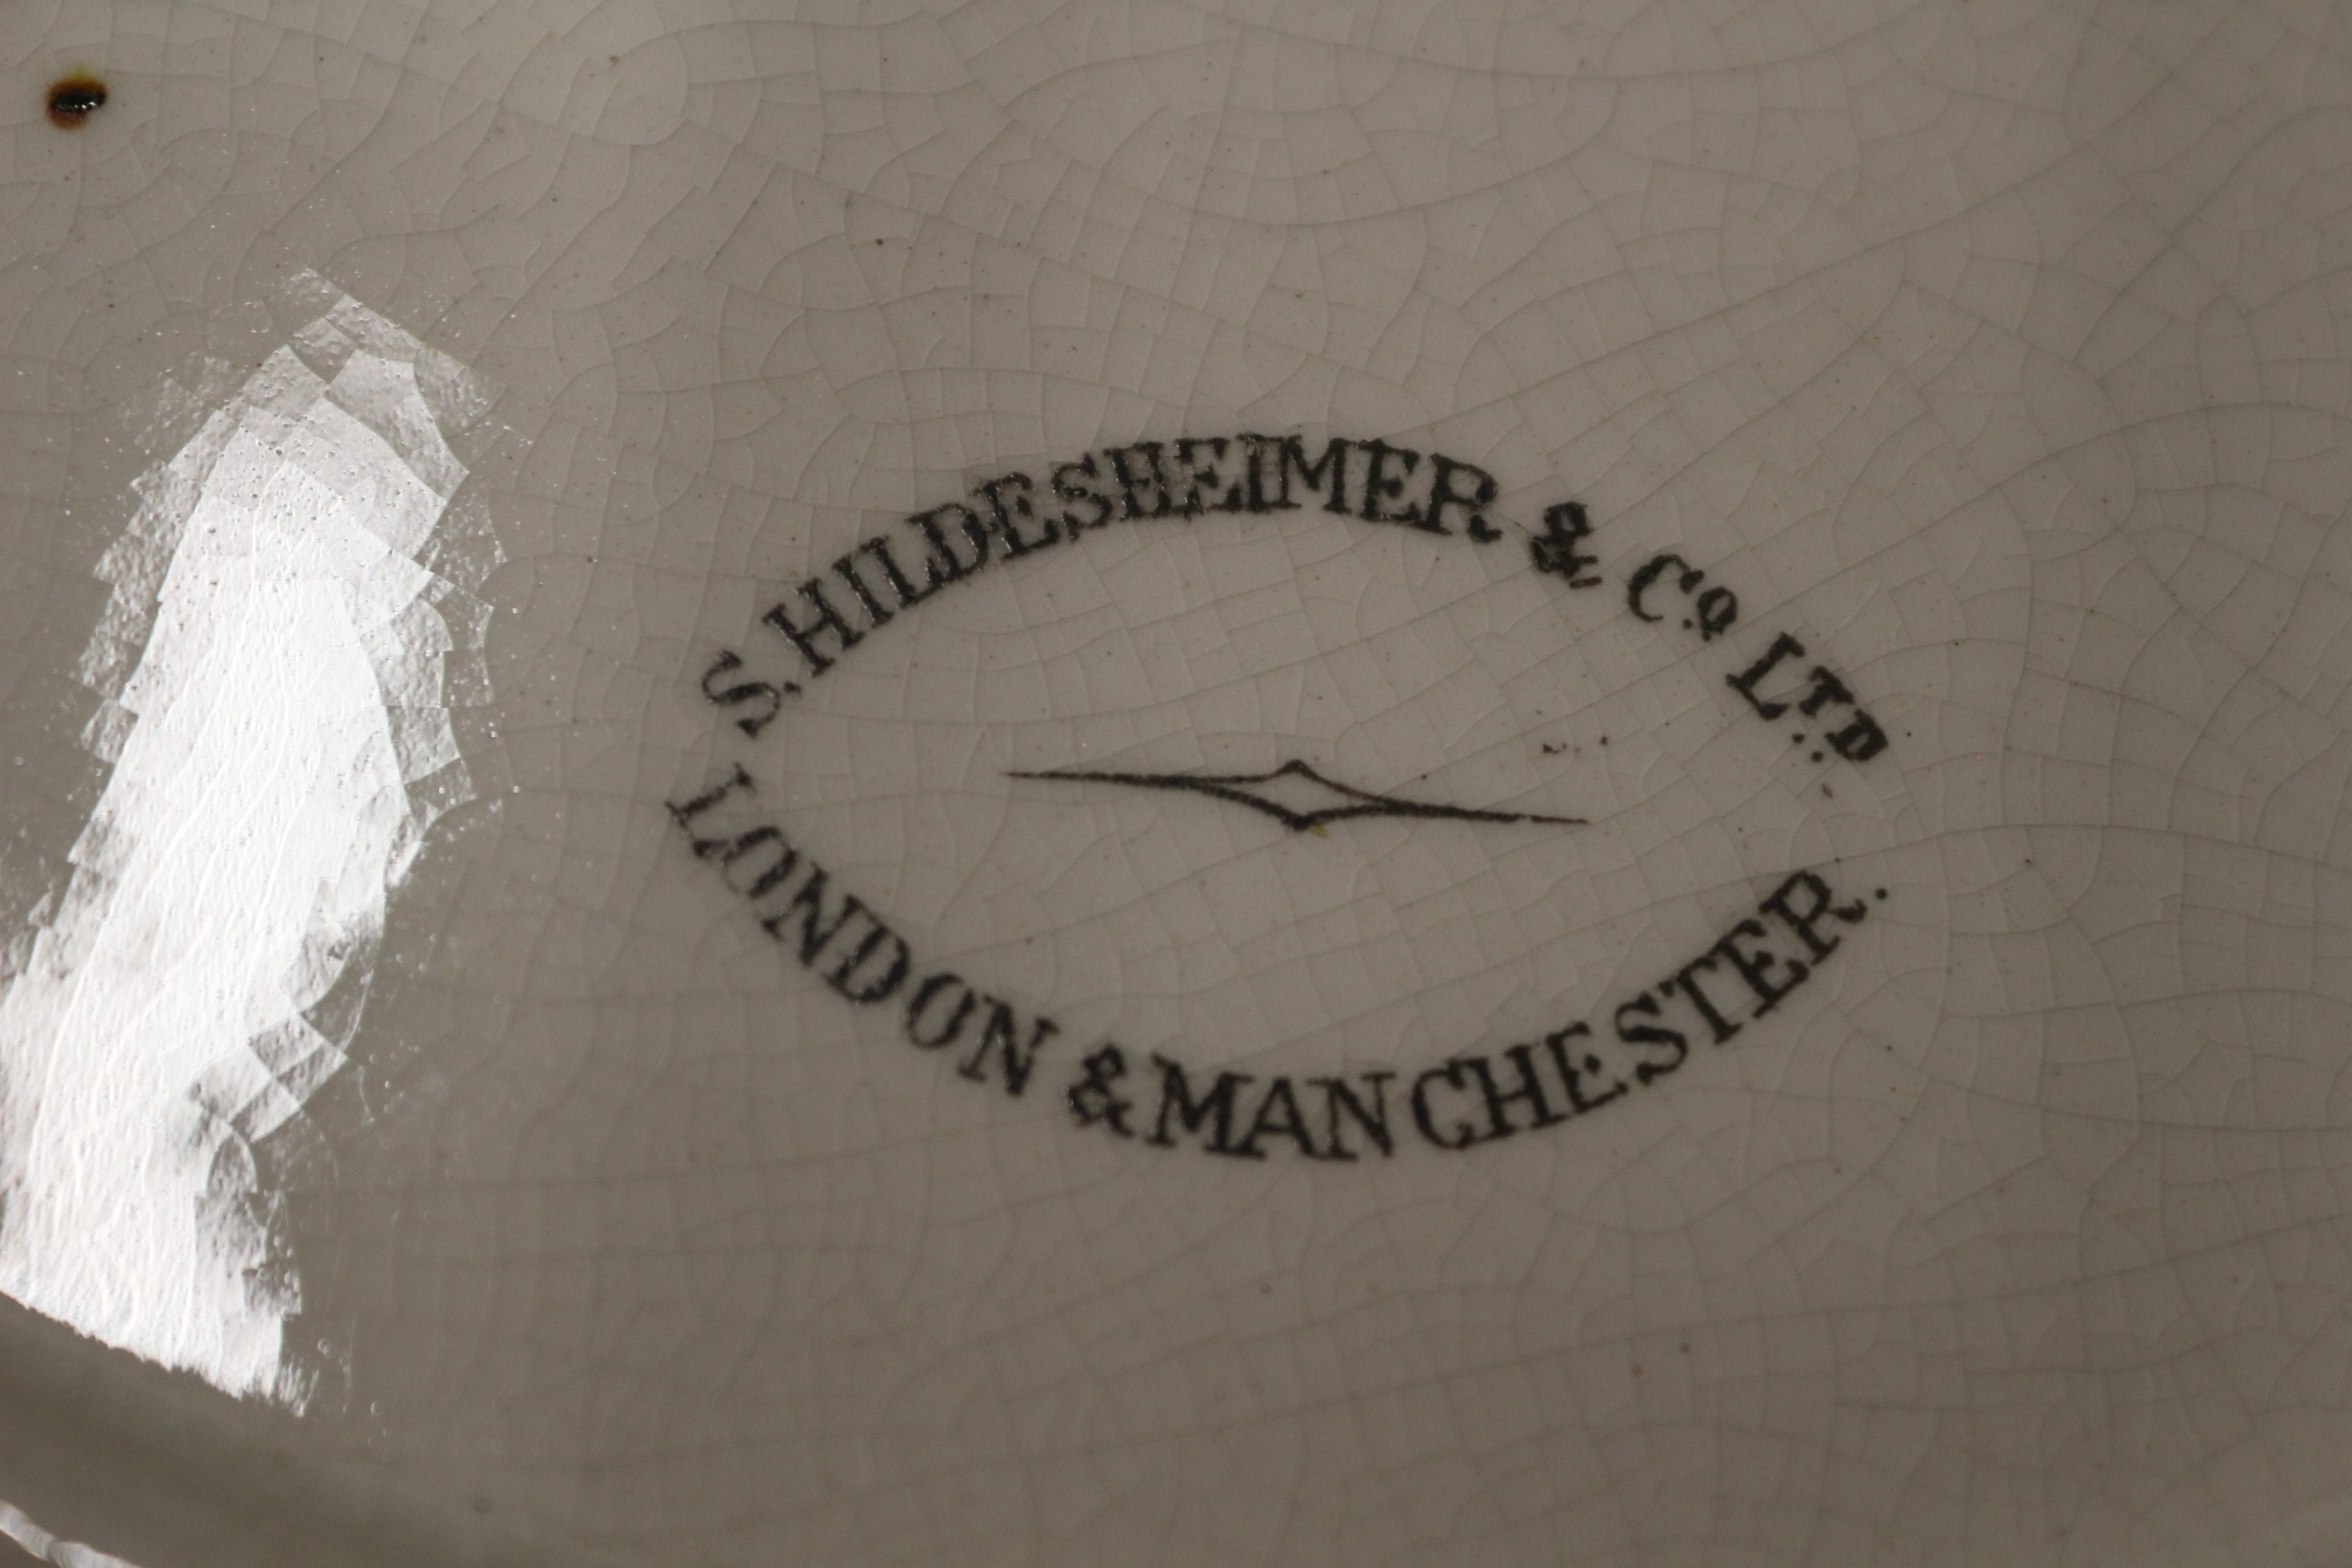 S. HILDESHEIMER & Co. LTD.
LONDON & MANCHESTER.